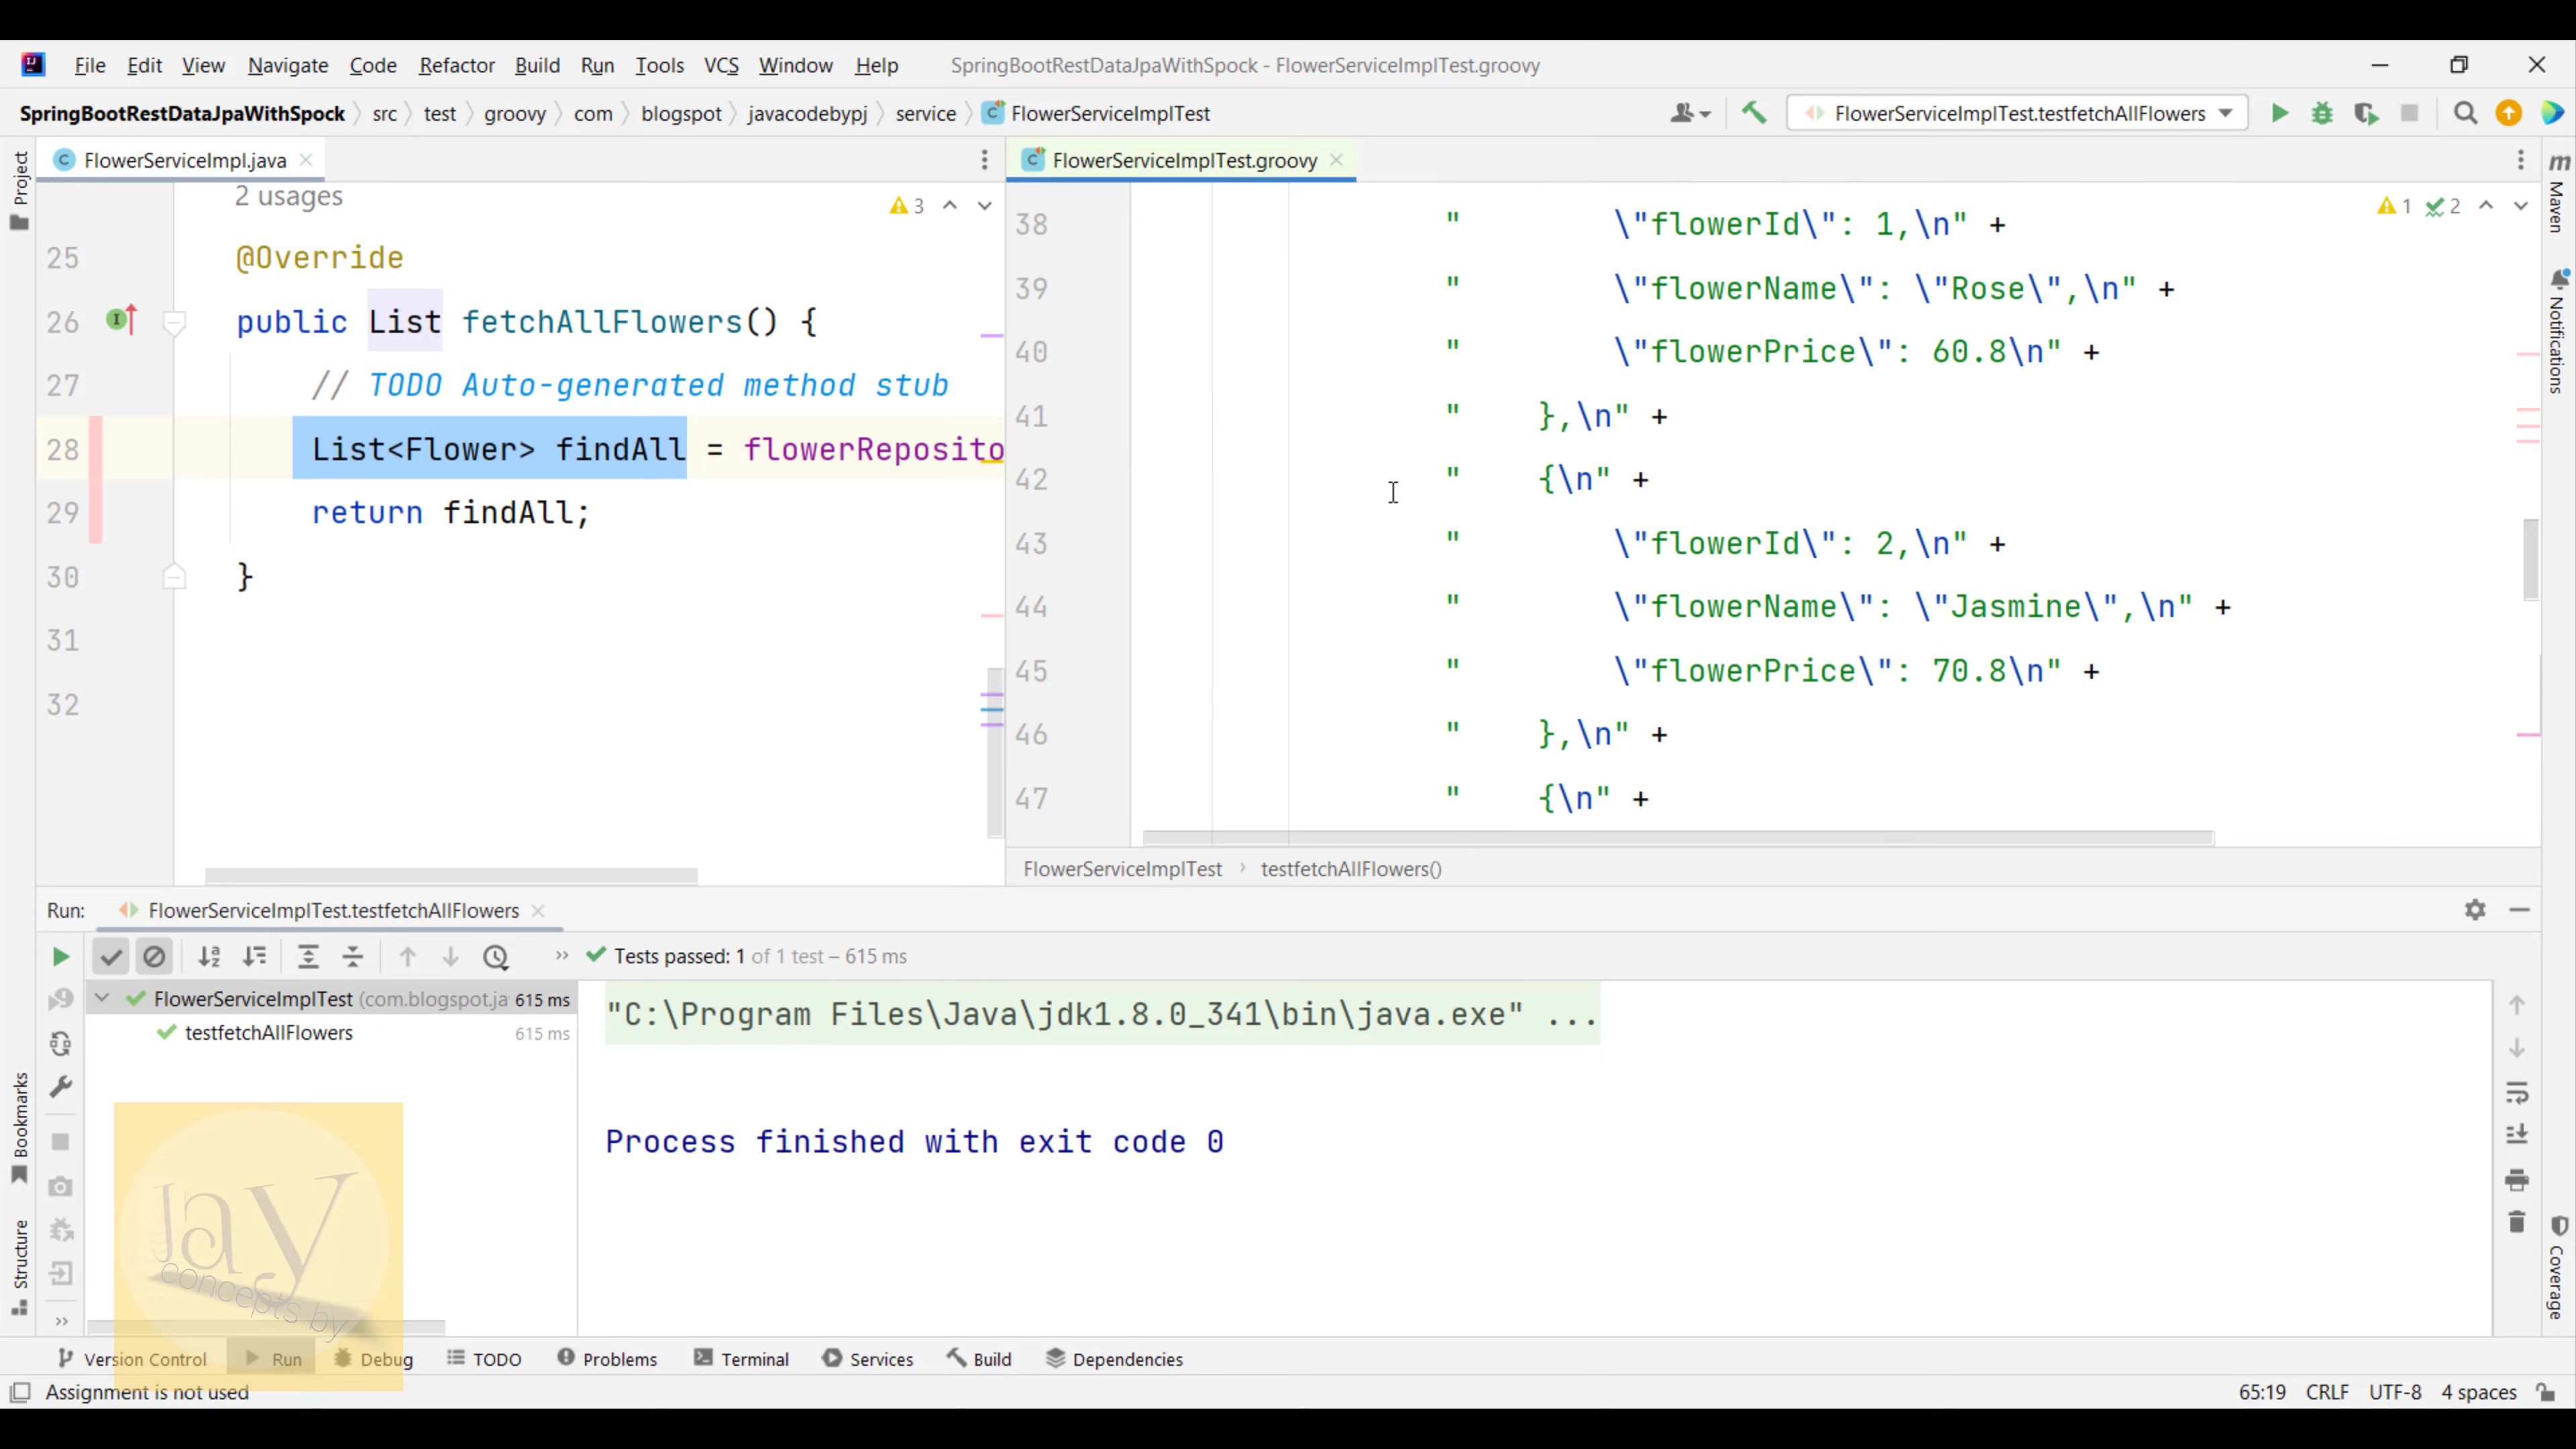 File Edit View Navigate Code Refactor Build Run Tools VCS Window Help SpringBootRestDataJpaWithSpock - FlowerServiceImplTest.groovy
SpringBootRestDataJpaWithSpock src test groovy com blogspot javacodebypj service FlowerServiceImplTest FlowerServiceImplTest.testfetchAllFlowers
Project
FlowerServiceImpl.java
2 usages
3
25 @Override
26 public List fetchAllFlowers() {
27 // TODO Auto-generated method stub
28 List<Flower> findAll = flowerReposito
29 return findAll;
30 }
31
32
FlowerServiceImplTest.groovy
1 2
38 " \"flowerId\": 1,\n" +
39 " \"flowerName\": \"Rose\",\n" +
40 " \"flowerPrice\": 60.8\n" +
41 " },\n" +
42 " {\n" +
43 " \"flowerId\": 2,\n" +
44 " \"flowerName\": \"Jasmine\",\n" +
45 " \"flowerPrice\": 70.8\n" +
46 " },\n" +
47 " {\n" +
FlowerServiceImplTest testfetchAllFlowers()
Maven
Notifications
Run: FlowerServiceImplTest.testfetchAllFlowers
Tests passed: 1 of 1 test – 615 ms
FlowerServiceImplTest (com.blogspot.ja 615 ms
testfetchAllFlowers 615 ms
"C:\Program Files\Java\jdk1.8.0_341\bin\java.exe" ...
Process finished with exit code 0
Bookmarks
Structure
Coverage
Jay
concepts by
Version Control Run Debug TODO Problems Terminal Services Build Dependencies
Assignment is not used 65:19 CRLF UTF-8 4 spaces